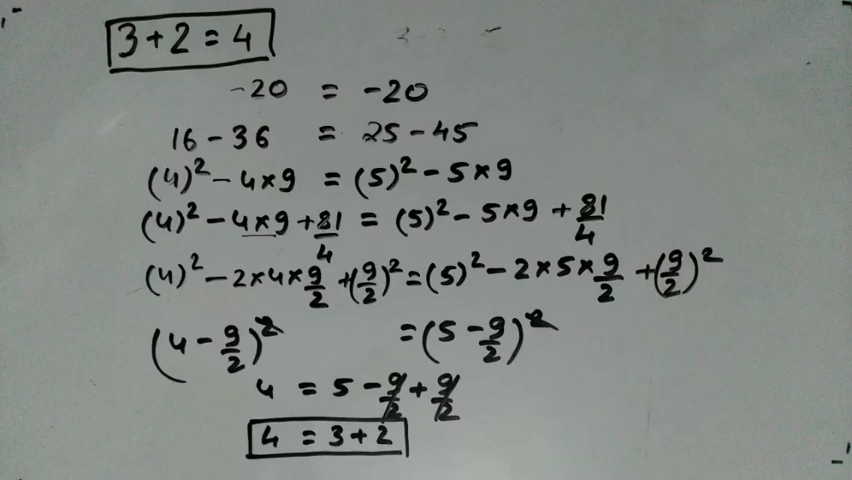 3+2=4
-20 = -20
16-36 = 25-45
(4)² - 4×9 = (5)² - 5×9
(4)² - 4×9 + 81/4 = (5)² - 5×9 + 81/4
(4)² - 2×4×9/2 + (9/2)² = (5)² - 2×5×9/2 + (9/2)²
(4 - 9/2)² = (5 - 9/2)²
4 = 5 - 9/2 + 9/2
4 = 3+2